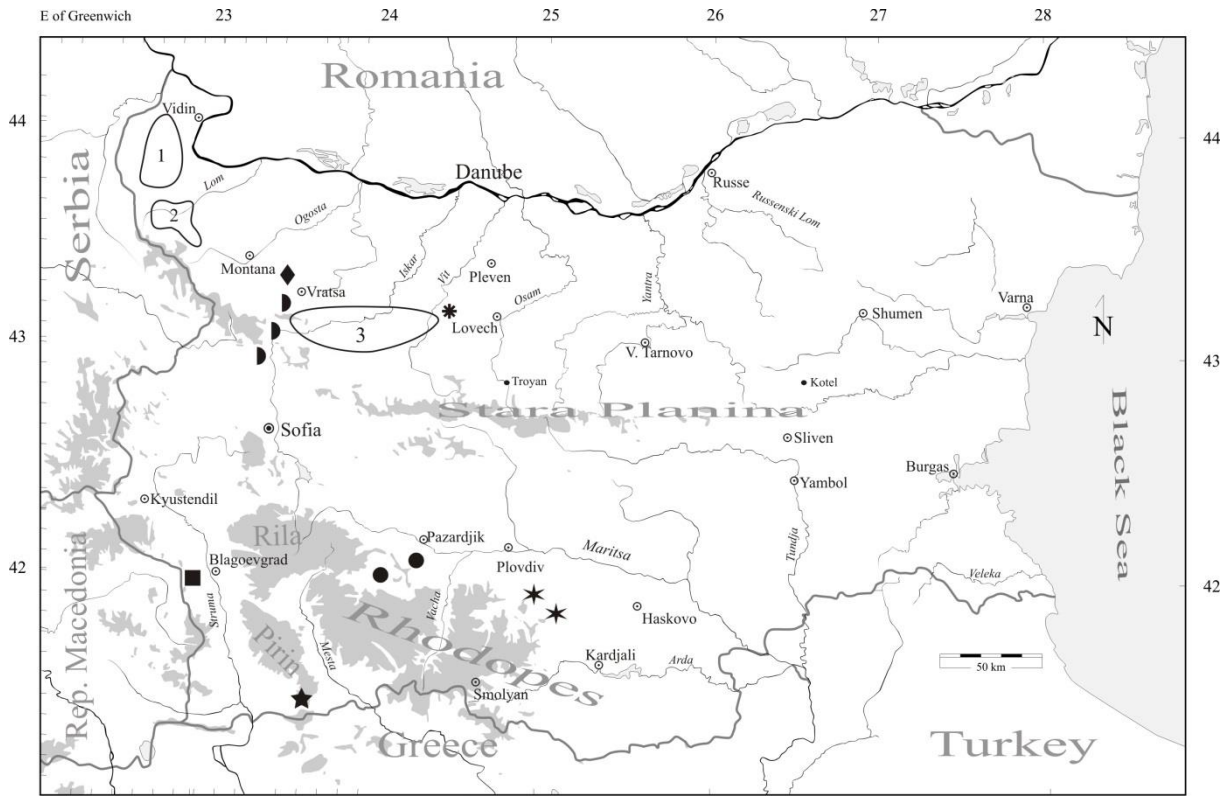 E of Greenwich 23 24 25 26 27 28
Romania
44
Vidin
44
1
Serbia
Danube
Russe
Lom
Russenski Lom
2
Ogosta
Iskar
Vit
Pleven
Yantra
Montana
Vratsa
Osam
Varna
Lovech
Shumen
N
43
3
V. Tarnovo
43
Troyan
Kotel
Stara Planina
Sofia
Sliven
Black Sea
Burgas
Yambol
Kyustendil
Rila
Pazardjik
Maritsa
Tundja
Rep. Macedonia
42
Blagoevgrad
Plovdiv
Veleka
42
Struma
Vacha
Haskovo
Pirin
Mesta
Rhodopes
Kardjali
Arda
50 km
Smolyan
Greece
Turkey